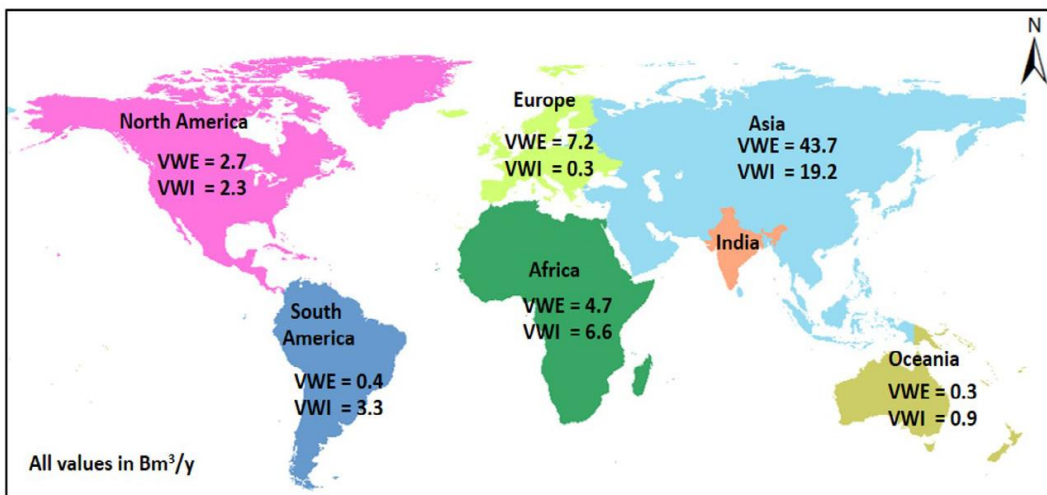 N
North America
VWE = 2.7
VWI = 2.3
Europe
VWE = 7.2
VWI = 0.3
Asia
VWE = 43.7
VWI = 19.2
India
Africa
VWE = 4.7
VWI = 6.6
South
America
VWE = 0.4
VWI = 3.3
Oceania
VWE = 0.3
VWI = 0.9
All values in Bm³/y